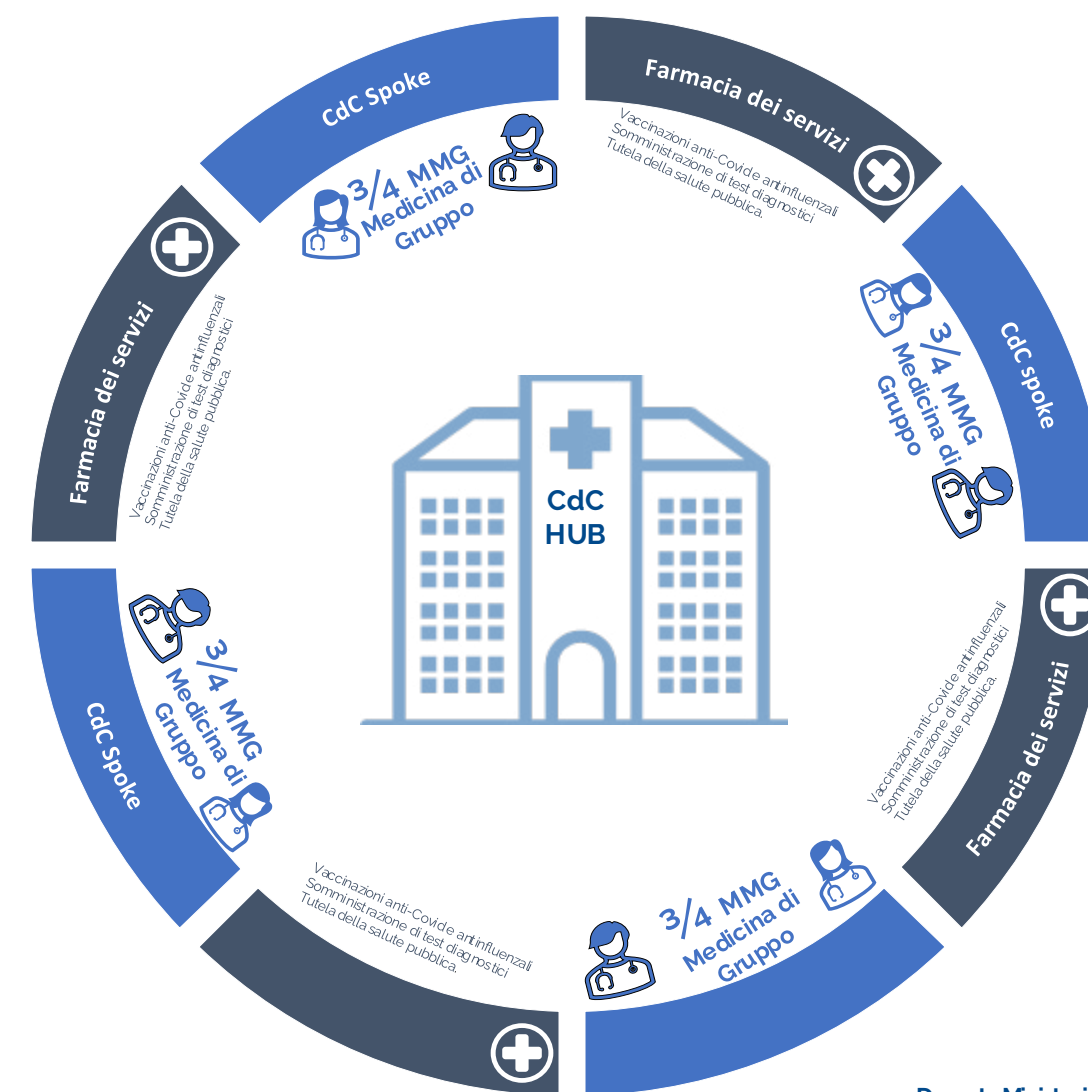 CdC Spoke
3/4 MMG
Medicina di
Gruppo
Farmacia dei servizi
Vaccinazioni anti-Covid e antinfluenzali
Somministrazione di test diagnostici
Tutela della salute pubblica.
CdC spoke
3/4 MMG
Medicina di
Gruppo
Farmacia dei servizi
Vaccinazioni anti-Covid e antinfluenzali
Somministrazione di test diagnostici
Tutela della salute pubblica.
CdC
HUB
Farmacia dei servizi
Vaccinazioni anti-Covid e antinfluenzali
Somministrazione di test diagnostici
Tutela della salute pubblica.
CdC Spoke
3/4 MMG
Medicina di
Gruppo
3/4 MMG
Medicina di
Gruppo
Vaccinazioni anti-Covid e antinfluenzali
Somministrazione di test diagnostici
Tutela della salute pubblica.